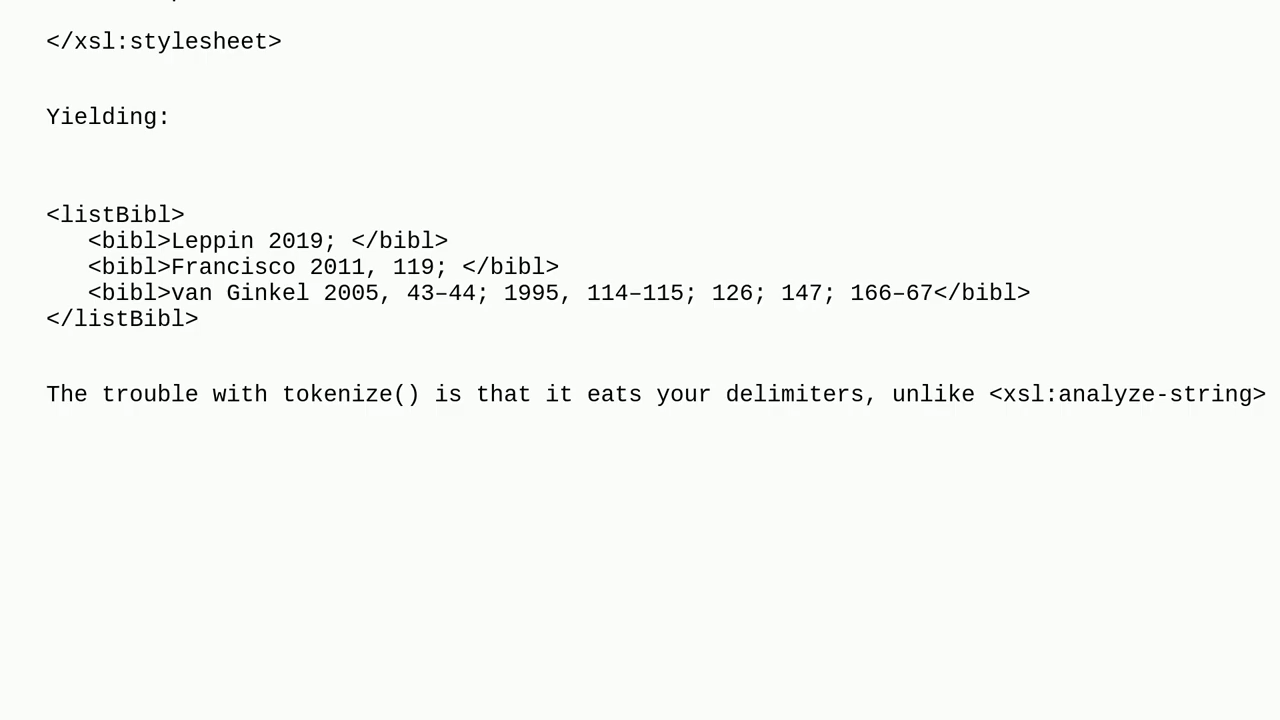 </xsl:stylesheet>
Yielding:
<listBibl>
<bibl>Leppin 2019; </bibl>
<bibl>Francisco 2011, 119; </bibl>
<bibl>van Ginkel 2005, 43–44; 1995, 114–115; 126; 147; 166–67</bibl>
</listBibl>
The trouble with tokenize() is that it eats your delimiters, unlike <xsl:analyze-string>